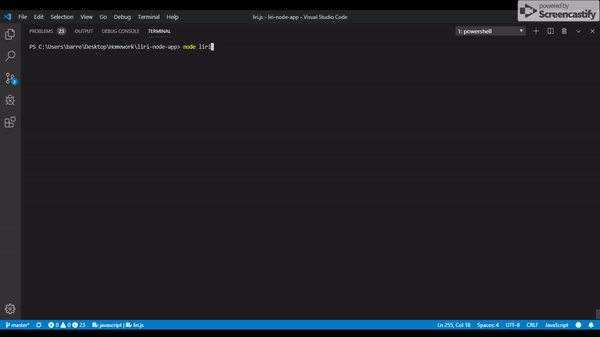 powered by
Screencastify
File Edit Selection View Go Debug Terminal Help
liri.js - liri-node-app - Visual Studio Code
PROBLEMS 23 OUTPUT DEBUG CONSOLE TERMINAL
1: powershell
PS C:\Users\barre\Desktop\Homework\liri-node-app> node liri
2
master* 0 0 23 javascript | liri.js
Ln 255, Col 18 Spaces: 4 UTF-8 CRLF JavaScript